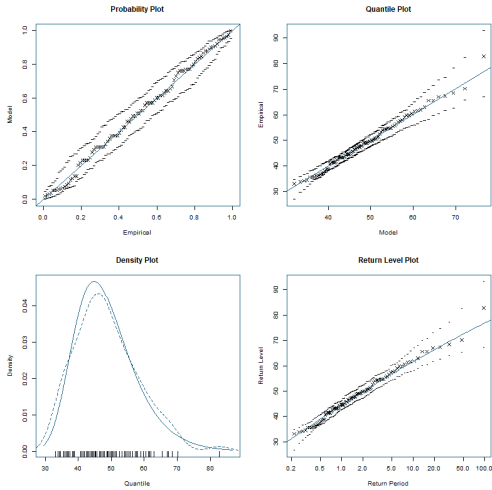 Probability Plot
Model
0.0 0.2 0.4 0.6 0.8 1.0
0.0 0.2 0.4 0.6 0.8 1.0
Empirical
Quantile Plot
Empirical
30 40 50 60 70 80 90
40 50 60 70
Model
Density Plot
Density
0.00 0.01 0.02 0.03 0.04
30 40 50 60 70 80
Quantile
Return Level Plot
Return Level
30 40 50 60 70 80 90
0.2 0.5 1.0 2.0 5.0 10.0 20.0 50.0 100.0
Return Period